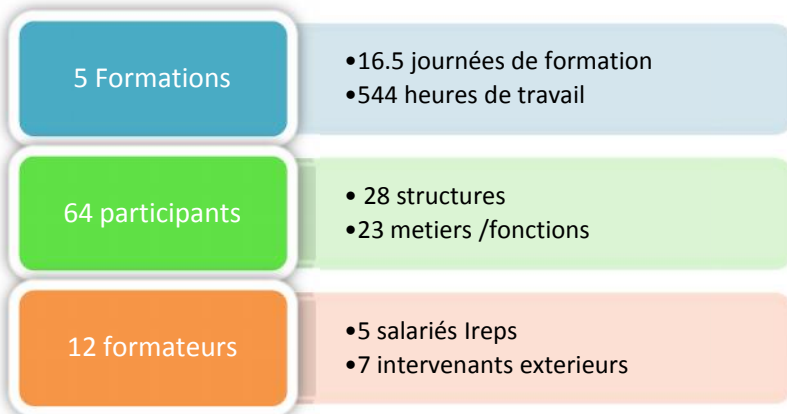 5 Formations
•16.5 journées de formation
•544 heures de travail
64 participants
• 28 structures
•23 metiers /fonctions
12 formateurs
•5 salariés Ireps
•7 intervenants exterieurs